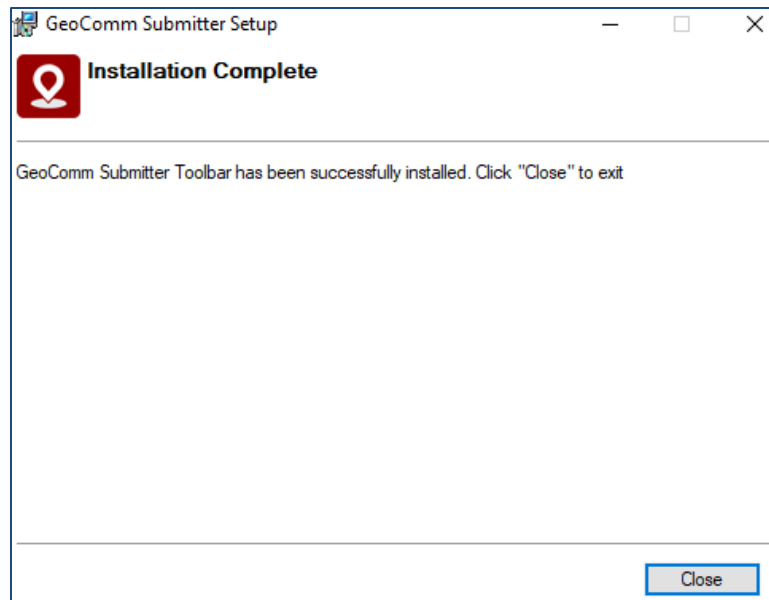 GeoComm Submitter Setup
Installation Complete
GeoComm Submitter Toolbar has been successfully installed. Click "Close" to exit
Close